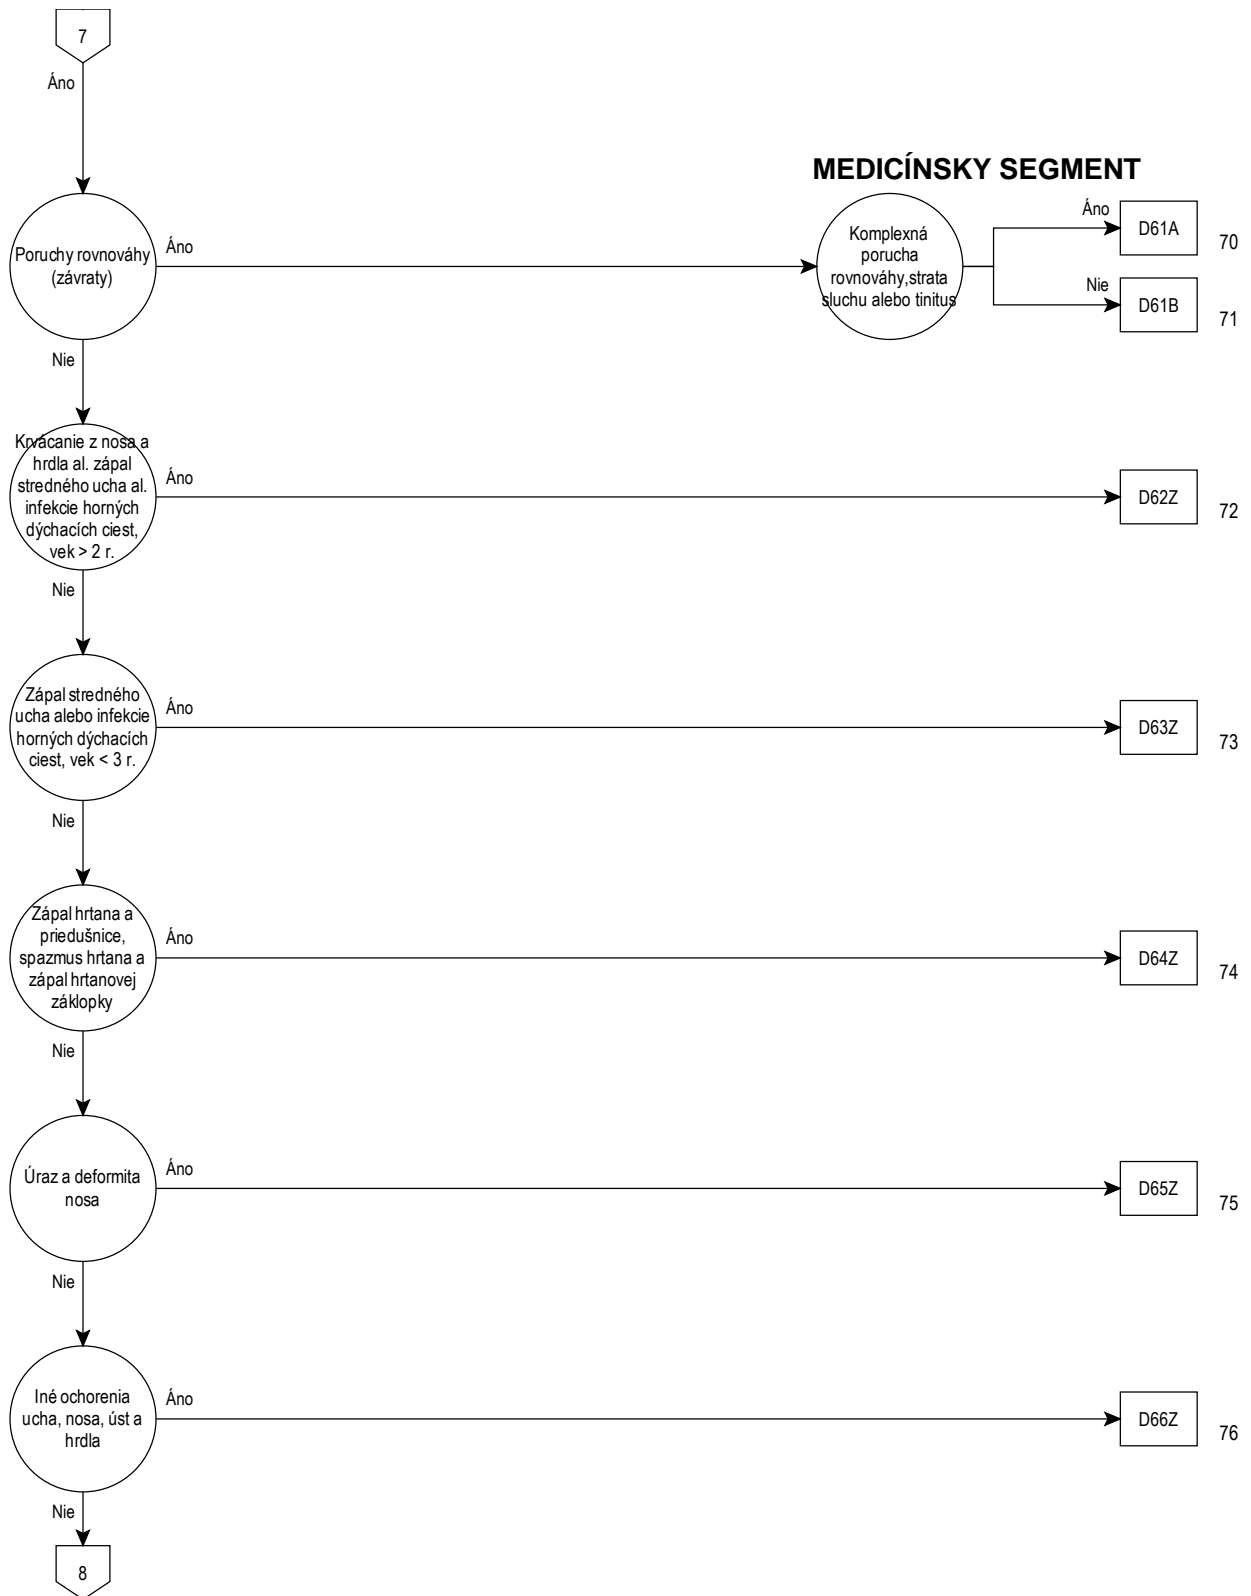 7
Áno
MEDICÍNSKY SEGMENT
Poruchy rovnováhy
(závraty)
Áno
Komplexná
porucha
rovnováhy,strata
sluchu alebo tinitus
Áno
D61A
70
Nie
D61B
71
Nie
Krvácanie z nosa a
hrdla al. zápal
stredného ucha al.
infekcie horných
dýchacích ciest,
vek > 2 r.
Áno
D62Z
72
Nie
Zápal stredného
ucha alebo infekcie
horných dýchacích
ciest, vek < 3 r.
Áno
D63Z
73
Nie
Zápal hrtana a
priedušnice,
spazmus hrtana a
zápal hrtanovej
záklopky
Áno
D64Z
74
Nie
Úraz a deformita
nosa
Áno
D65Z
75
Nie
Iné ochorenia
ucha, nosa, úst a
hrdla
Áno
D66Z
76
Nie
8